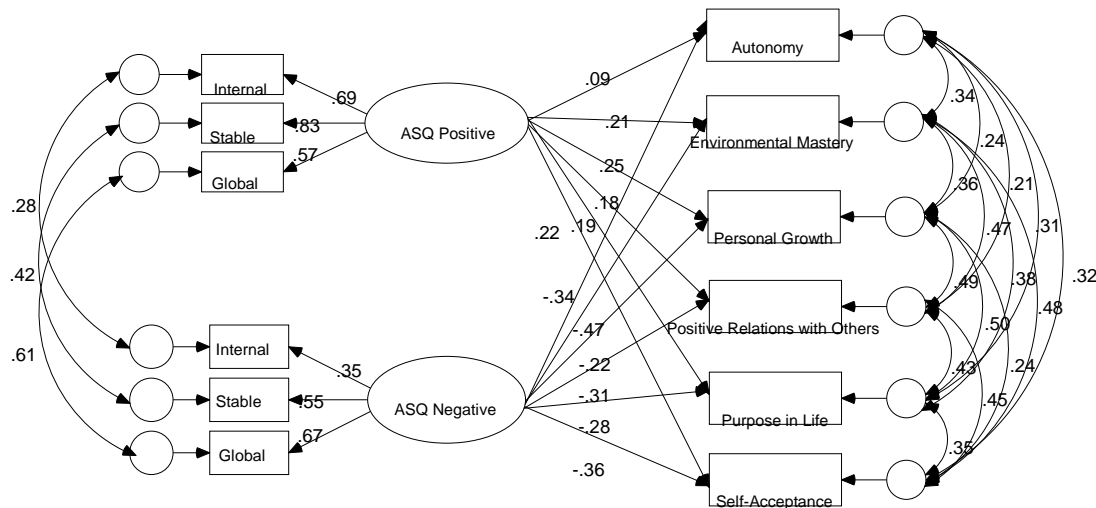 Autonomy
.34
.09
Internal
.69
ASQ Positive
.83
Stable
.21
Environmental Mastery
.24
.57
Global
.25
.36
.21
.28
.18
.22
.19
Personal Growth
.47
.31
.42
.49
.38
.32
-.34
Positive Relations with Others
.50
.48
-.47
Internal
.61
.35
-.22
.43
.24
Stable
.55
ASQ Negative
-.31
Purpose in Life
.45
-.28
.67
Global
.35
-.36
Self-Acceptance